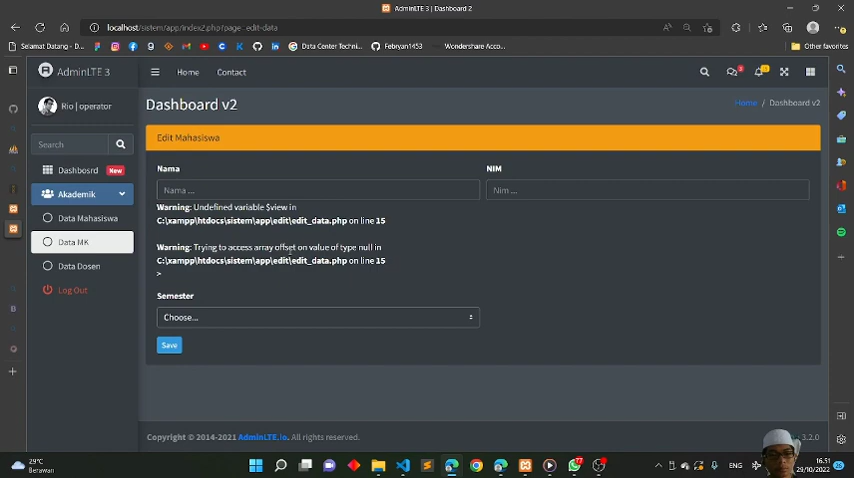 AdminLTE 3 | Dashboard 2
localhost/sistem/app/index2.php?page=edit-data
Selamat Datang - D...
Data Center Techni...
Febryan1453
Wondershare Acco...
Other favorites
AdminLTE 3
Home
Contact
Rio | operator
Dashboard v2
Home / Dashboard v2
Search
Edit Mahasiswa
Dashboard New
Nama
NIM
Nama ...
Nim ...
Akademik
Data Mahasiswa
Data MK
Data Dosen
Log Out
Warning: Undefined variable $view in
C:\xampp\htdocs\sistem\app\edit\edit_data.php on line 15
Warning: Trying to access array offset on value of type null in
C:\xampp\htdocs\sistem\app\edit\edit_data.php on line 15
>
Semester
Choose...
Save
Copyright © 2014-2021 AdminLTE.io. All rights reserved.
3.2.0
29°C
Berawan
77
ENG
16.51
29/10/2022